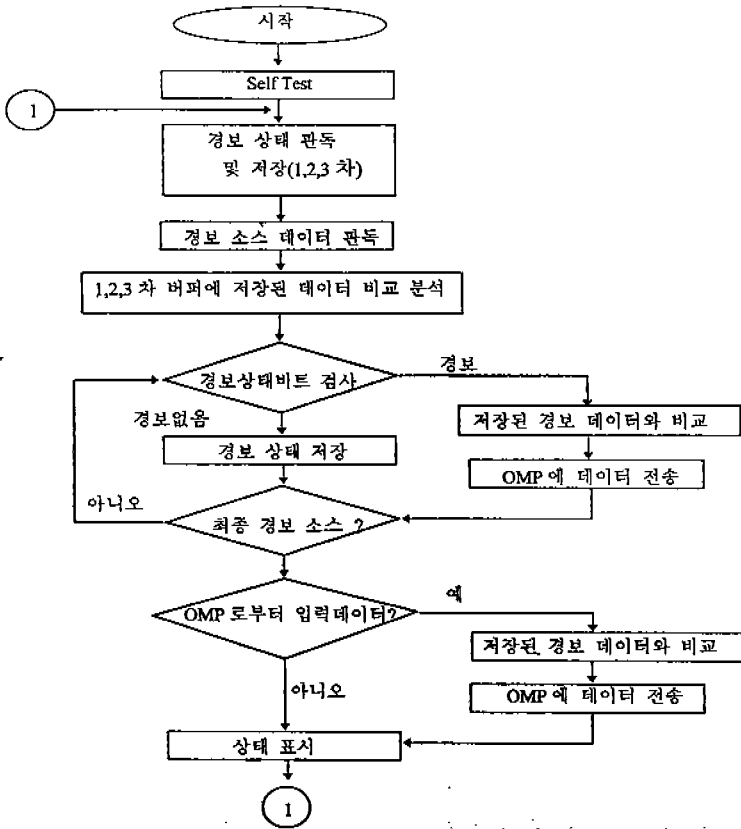 시작
Self Test
1
경보 상태 판독
및 저장(1,2,3 차)
경보 소스 데이터 판독
1,2,3 차 버퍼에 저장된 데이터 비교 분석
경보상태비트 검사
경보
경보없음
저장된 경보 데이터와 비교
경보 상태 저장
OMP 에 데이터 전송
아니오
최종 경보 소스 ?
OMP 로부터 입력데이터?
예
저장된 경보 데이터와 비교
아니오
OMP 에 데이터 전송
상태 표시
1